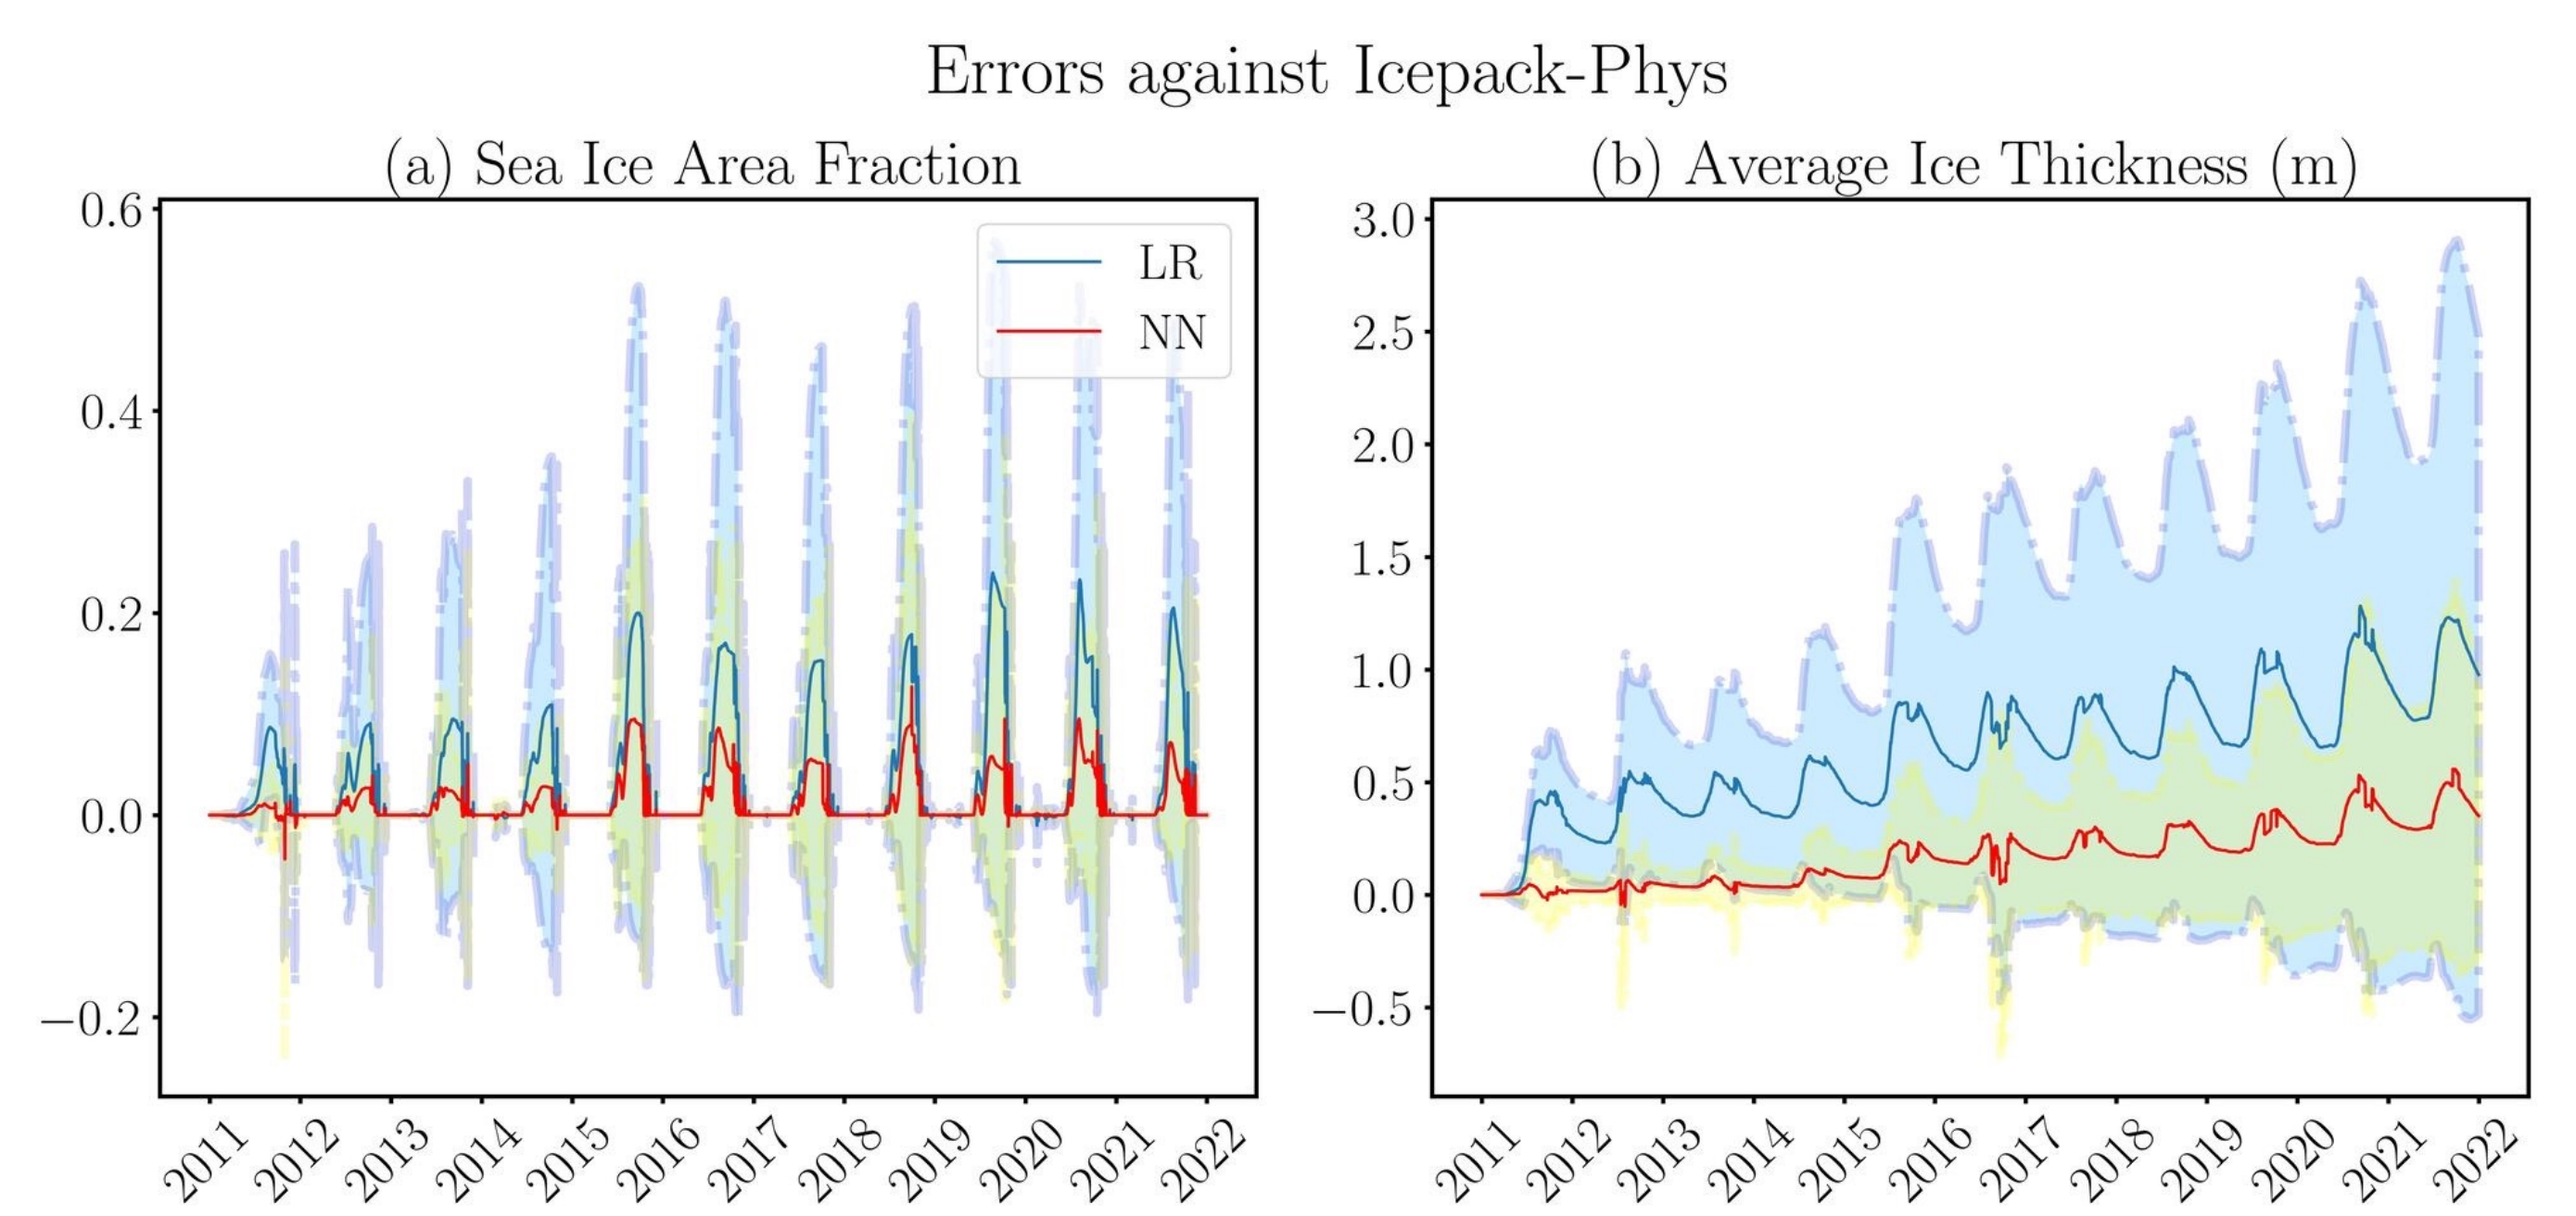 Errors against Icepack-Phys
(a) Sea Ice Area Fraction
0.6
0.4
0.2
0.0
−0.2
LR
NN
2011 2012 2013 2014 2015 2016 2017 2018 2019 2020 2021 2022
(b) Average Ice Thickness (m)
3.0
2.5
2.0
1.5
1.0
0.5
0.0
−0.5
2011 2012 2013 2014 2015 2016 2017 2018 2019 2020 2021 2022